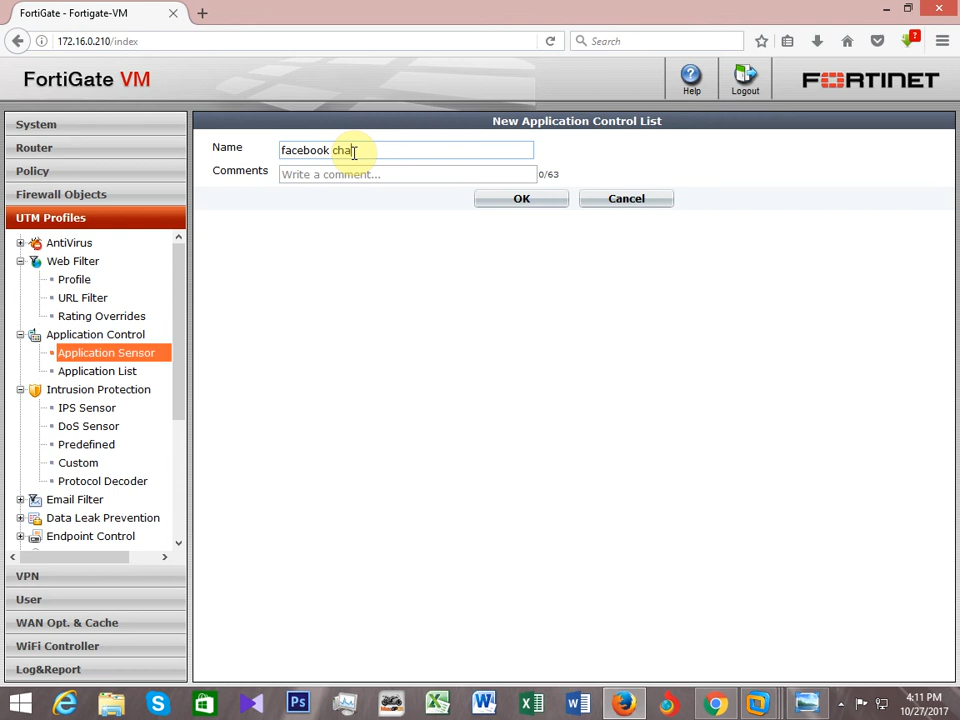 FortiGate - Fortigate-VM
172.16.0.210/index
Search
?
FortiGate VM
Help
Logout
FORTINET
System
Router
Policy
Firewall Objects
UTM Profiles
AntiVirus
Web Filter
Profile
URL Filter
Rating Overrides
Application Control
Application Sensor
Application List
Intrusion Protection
IPS Sensor
DoS Sensor
Predefined
Custom
Protocol Decoder
Email Filter
Data Leak Prevention
Endpoint Control
VPN
User
WAN Opt. & Cache
WiFi Controller
Log&Report
New Application Control List
Name
facebook chat
Comments
Write a comment...
0/63
OK
Cancel
4:11 PM
10/27/2017